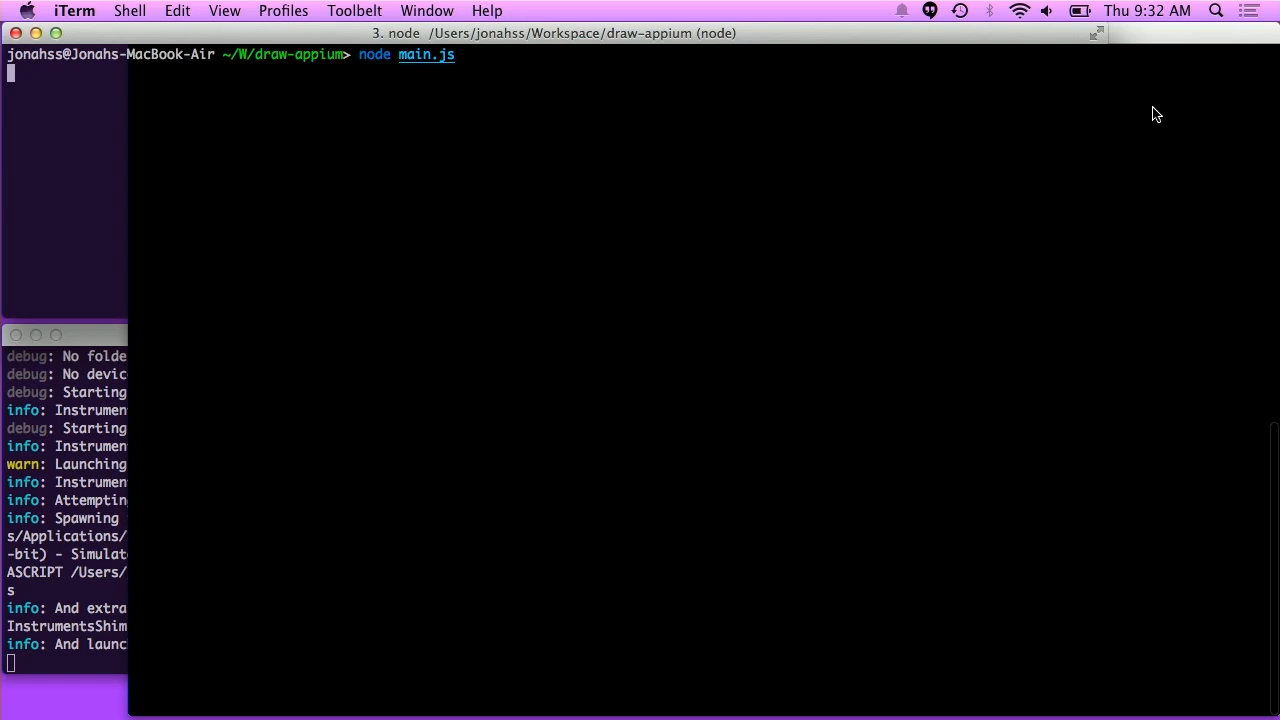 iTerm Shell Edit View Profiles Toolbelt Window Help Thu 9:32 AM
3. node /Users/jonahss/Workspace/draw-appium (node)
jonahss@Jonahs-MacBook-Air ~/W/draw-appium> node main.js
debug: No folde
debug: No devic
debug: Starting
info: Instrumen
debug: Starting
info: Instrumen
warn: Launching
info: Instrumen
info: Attemptin
info: Spawning
s/Applications/
-bit) - Simulat
ASCRIPT /Users/
s
info: And extra
InstrumentsShim
info: And launc